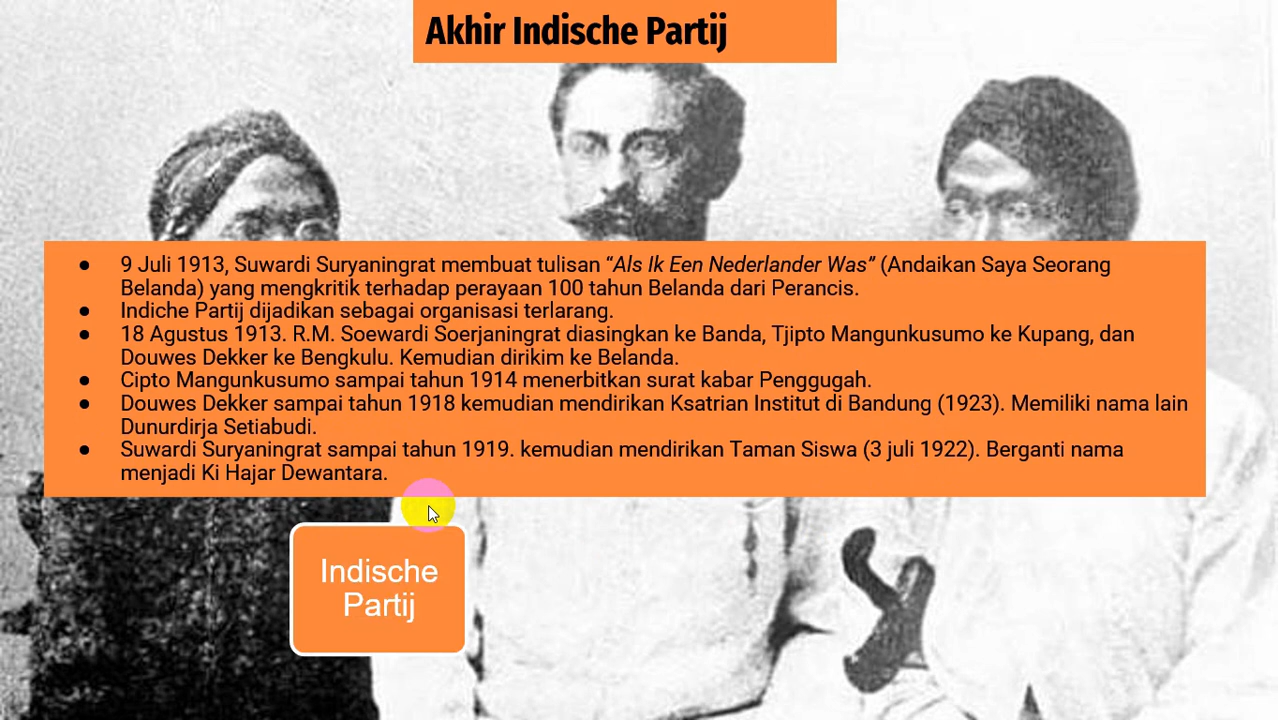 Akhir Indische Partij
● 9 Juli 1913, Suwardi Suryaningrat membuat tulisan “Als Ik Een Nederlander Was” (Andaikan Saya Seorang
Belanda) yang mengkritik terhadap perayaan 100 tahun Belanda dari Perancis.
● Indiche Partij dijadikan sebagai organisasi terlarang.
● 18 Agustus 1913. R.M. Soewardi Soerjaningrat diasingkan ke Banda, Tjipto Mangunkusumo ke Kupang, dan
Douwes Dekker ke Bengkulu. Kemudian dirikim ke Belanda.
● Cipto Mangunkusumo sampai tahun 1914 menerbitkan surat kabar Penggugah.
● Douwes Dekker sampai tahun 1918 kemudian mendirikan Ksatrian Institut di Bandung (1923). Memiliki nama lain
Dunurdirja Setiabudi.
● Suwardi Suryaningrat sampai tahun 1919. kemudian mendirikan Taman Siswa (3 juli 1922). Berganti nama
menjadi Ki Hajar Dewantara.
Indische
Partij